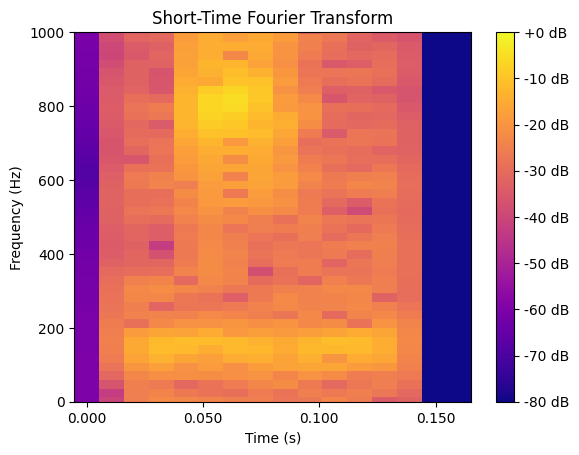 Short-Time Fourier Transform
Frequency (Hz)
1000
800
600
400
200
0
0.000
0.050
0.100
0.150
Time (s)
+0 dB
-10 dB
-20 dB
-30 dB
-40 dB
-50 dB
-60 dB
-70 dB
-80 dB